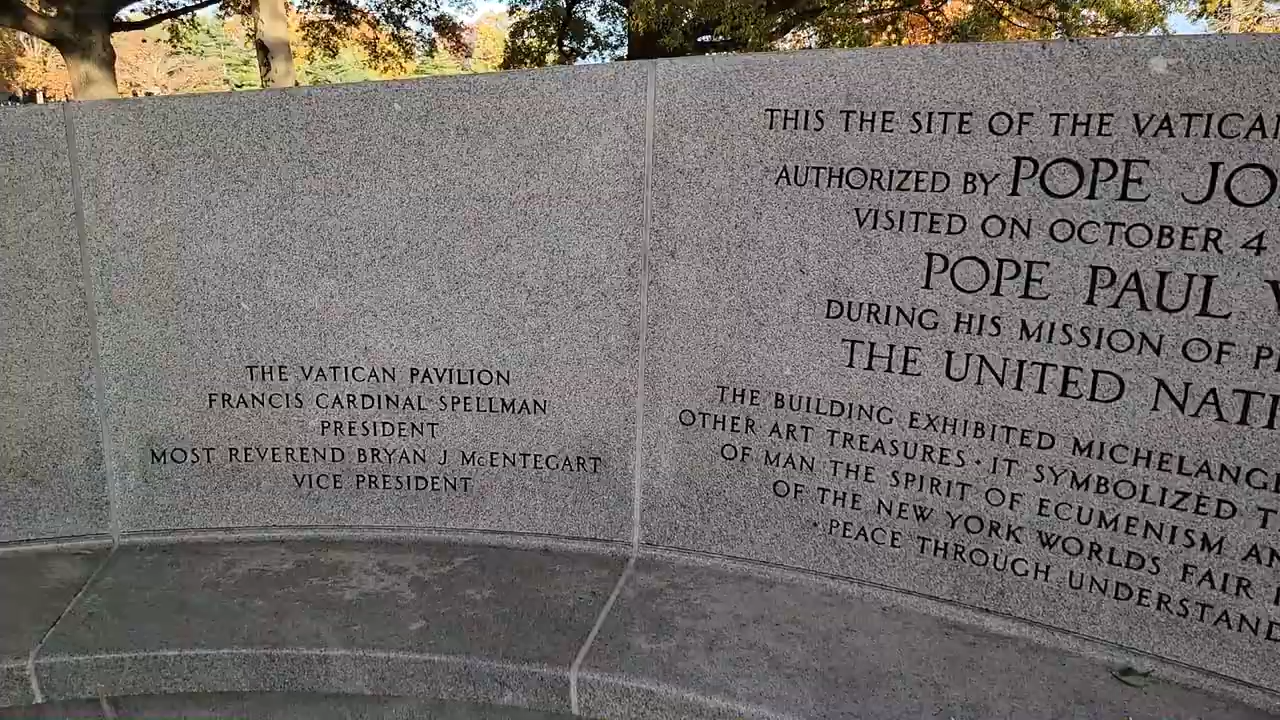 THE VATICAN PAVILION
FRANCIS CARDINAL SPELLMAN
PRESIDENT
MOST REVEREND BRYAN J McENTEGART
VICE PRESIDENT
THIS THE SITE OF THE
AUTHORIZED BY POPE
VISITED ON OCTOBER 4
POPE PAUL
DURING HIS MISSION OF
THE UNITED
THE BUILDING EXHIBITED
OTHER ART TREASURES · IT SYMBOLIZED
OF MAN THE SPIRIT OF ECUMENISM
OF THE NEW YORK WORLDS FAIR
· PEACE THROUGH